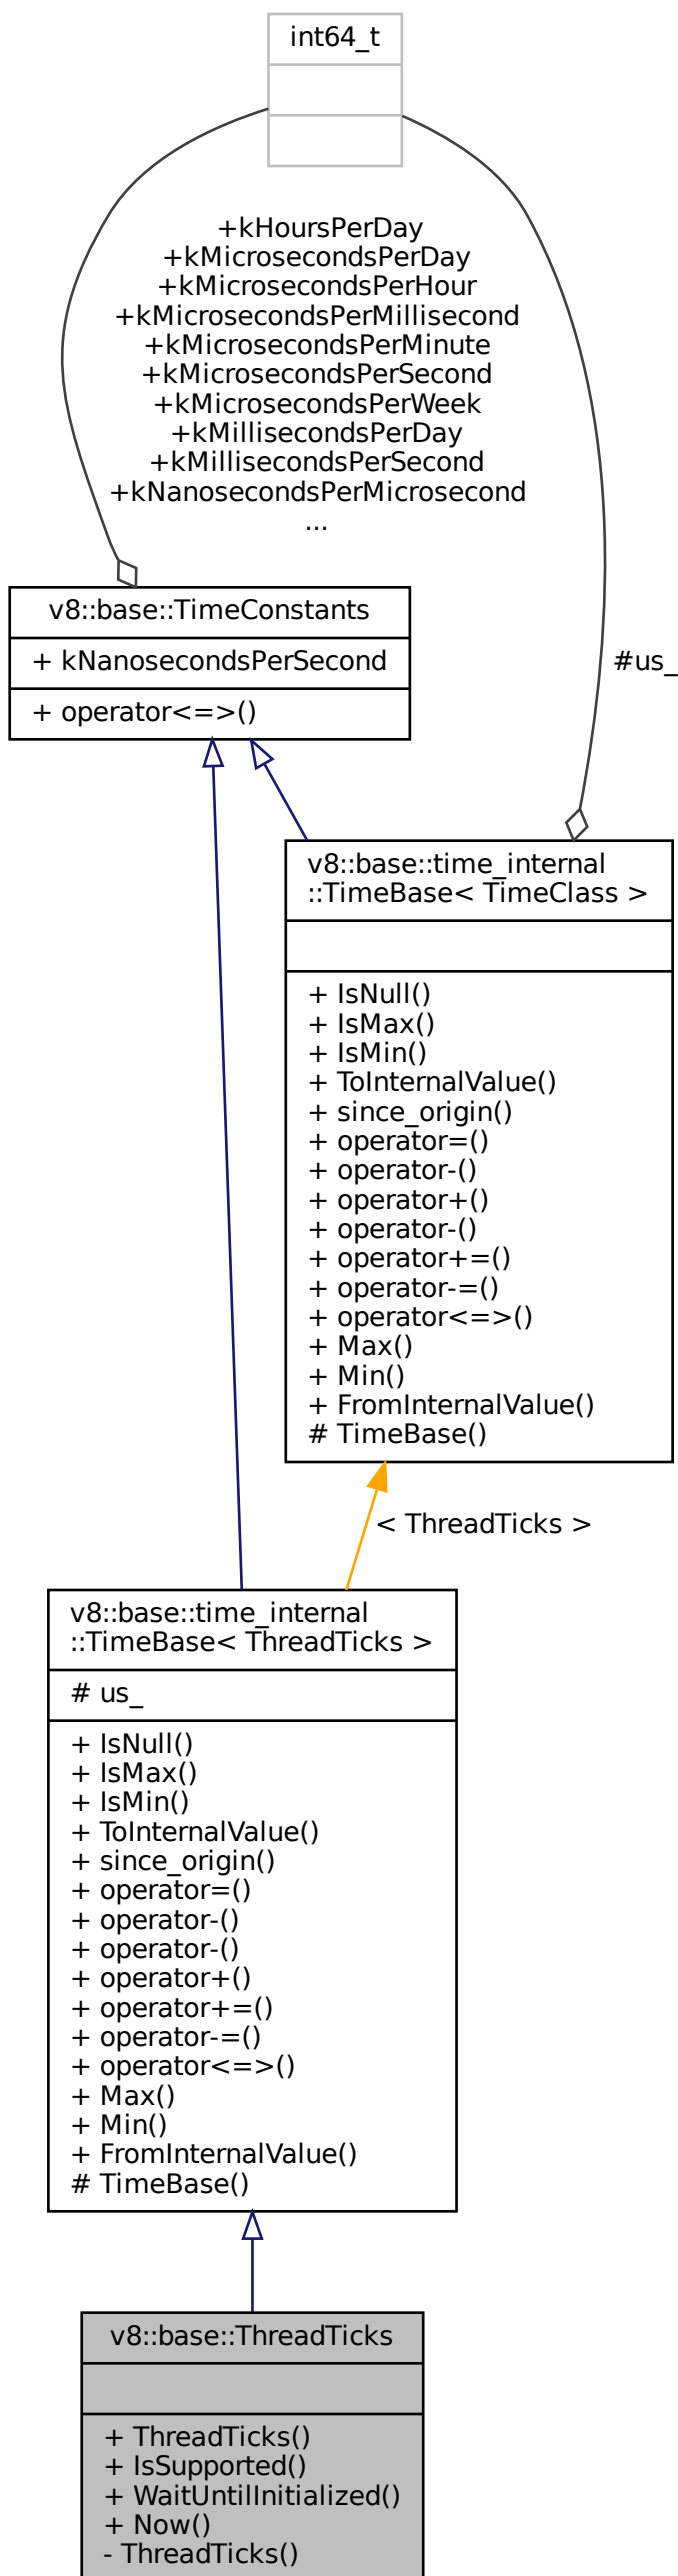 int64_t
+kHoursPerDay
+kMicrosecondsPerDay
+kMicrosecondsPerHour
+kMicrosecondsPerMillisecond
+kMicrosecondsPerMinute
+kMicrosecondsPerSecond
+kMicrosecondsPerWeek
+kMillisecondsPerDay
+kMillisecondsPerSecond
+kNanosecondsPerMicrosecond
...
v8::base::TimeConstants
+ kNanosecondsPerSecond
+ operator<=>()
#us_
v8::base::time_internal
::TimeBase< TimeClass >
+ IsNull()
+ IsMax()
+ IsMin()
+ ToInternalValue()
+ since_origin()
+ operator=()
+ operator-()
+ operator+()
+ operator-()
+ operator+=()
+ operator-=()
+ operator<=>()
+ Max()
+ Min()
+ FromInternalValue()
# TimeBase()
< ThreadTicks >
v8::base::time_internal
::TimeBase< ThreadTicks >
# us_
+ IsNull()
+ IsMax()
+ IsMin()
+ ToInternalValue()
+ since_origin()
+ operator=()
+ operator-()
+ operator-()
+ operator+()
+ operator+=()
+ operator-=()
+ operator<=>()
+ Max()
+ Min()
+ FromInternalValue()
# TimeBase()
v8::base::ThreadTicks
+ ThreadTicks()
+ IsSupported()
+ WaitUntilInitialized()
+ Now()
- ThreadTicks()